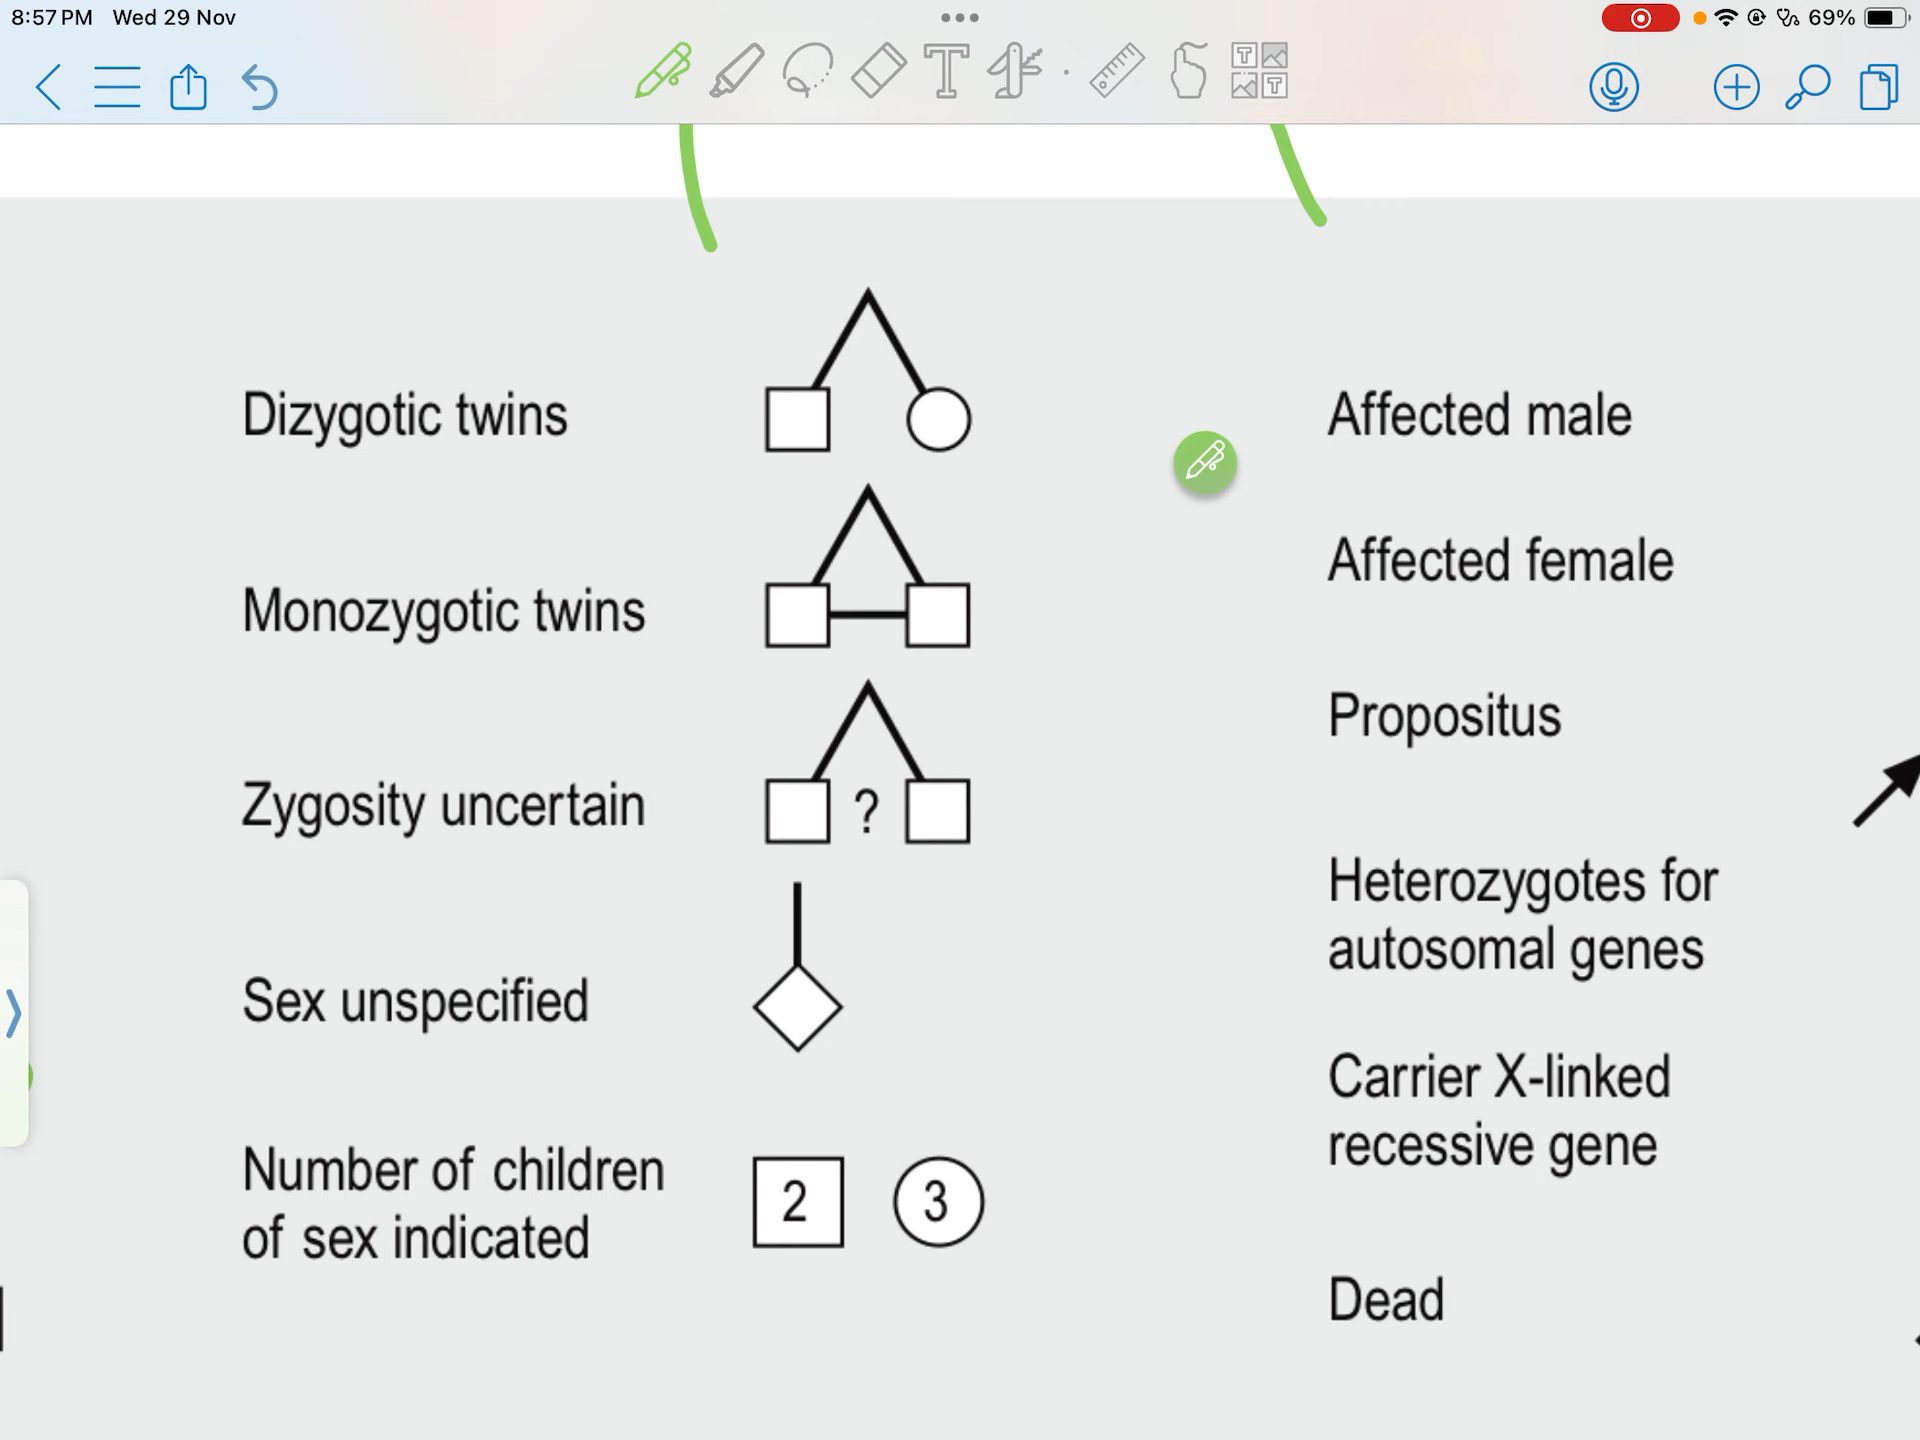 8:57 PM Wed 29 Nov
69%
Dizygotic twins
Monozygotic twins
Zygosity uncertain
?
Sex unspecified
Number of children
of sex indicated
2
3
Affected male
Affected female
Propositus
Heterozygotes for
autosomal genes
Carrier X-linked
recessive gene
Dead